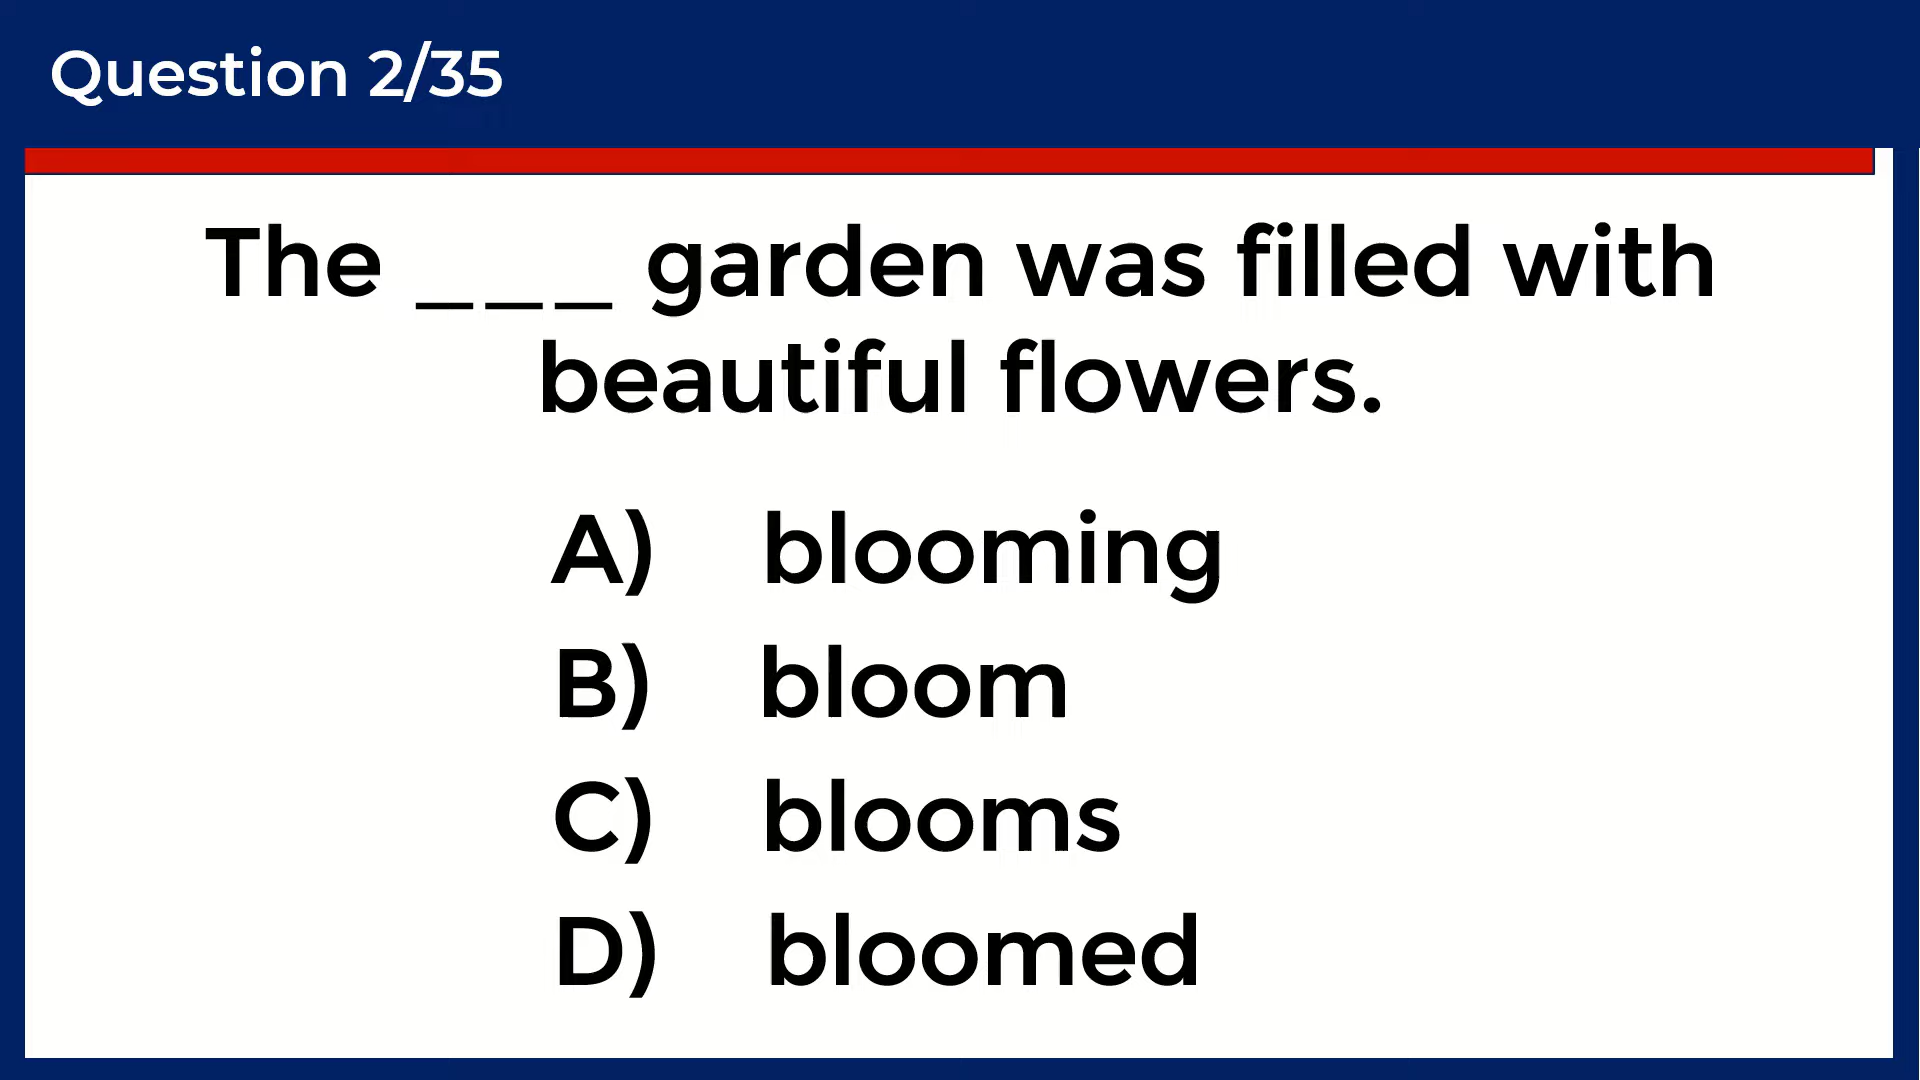 Question 2/35
The ___ garden was filled with
beautiful flowers.
A) blooming
B) bloom
C) blooms
D) bloomed